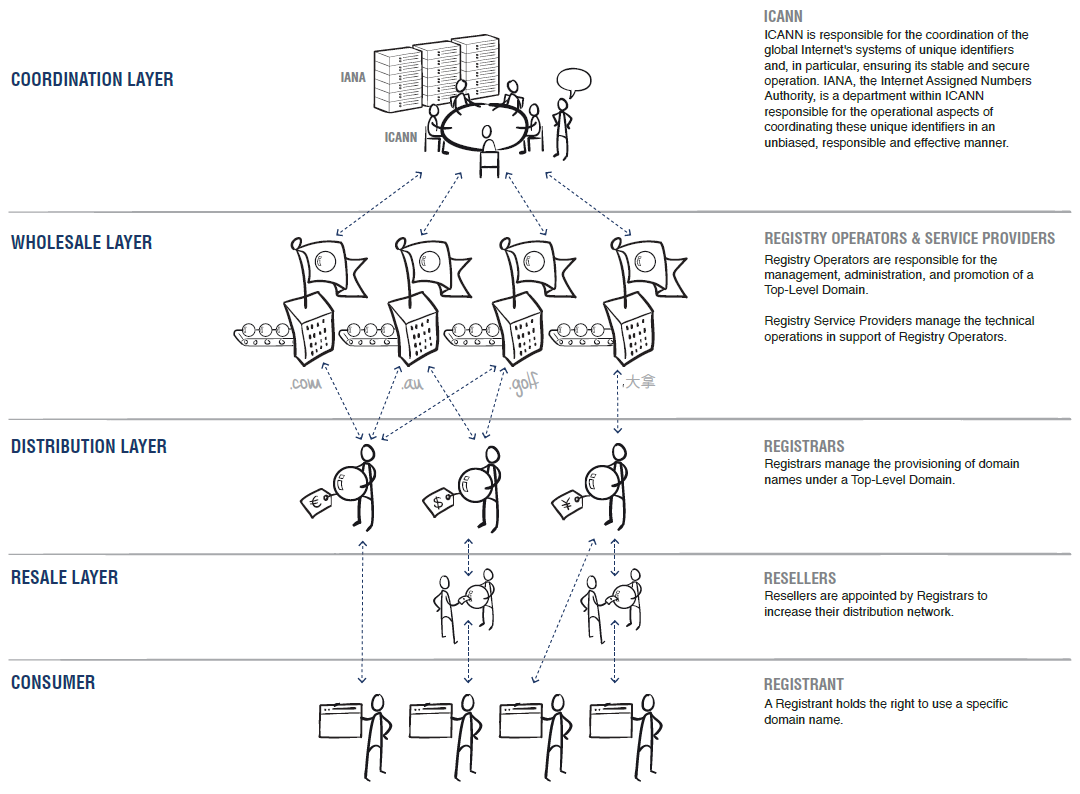 COORDINATION LAYER
IANA
ICANN
ICANN
ICANN is responsible for the coordination of the
global Internet's systems of unique identifiers
and, in particular, ensuring its stable and secure
operation. IANA, the Internet Assigned Numbers
Authority, is a department within ICANN
responsible for the operational aspects of
coordinating these unique identifiers in an
unbiased, responsible and effective manner.
WHOLESALE LAYER
.com
.au
.golf
.大拿
REGISTRY OPERATORS & SERVICE PROVIDERS
Registry Operators are responsible for the
management, administration, and promotion of a
Top-Level Domain.
Registry Service Providers manage the technical
operations in support of Registry Operators.
DISTRIBUTION LAYER
€
$
¥
REGISTRARS
Registrars manage the provisioning of domain
names under a Top-Level Domain.
RESALE LAYER
RESELLERS
Resellers are appointed by Registrars to
increase their distribution network.
CONSUMER
REGISTRANT
A Registrant holds the right to use a specific
domain name.